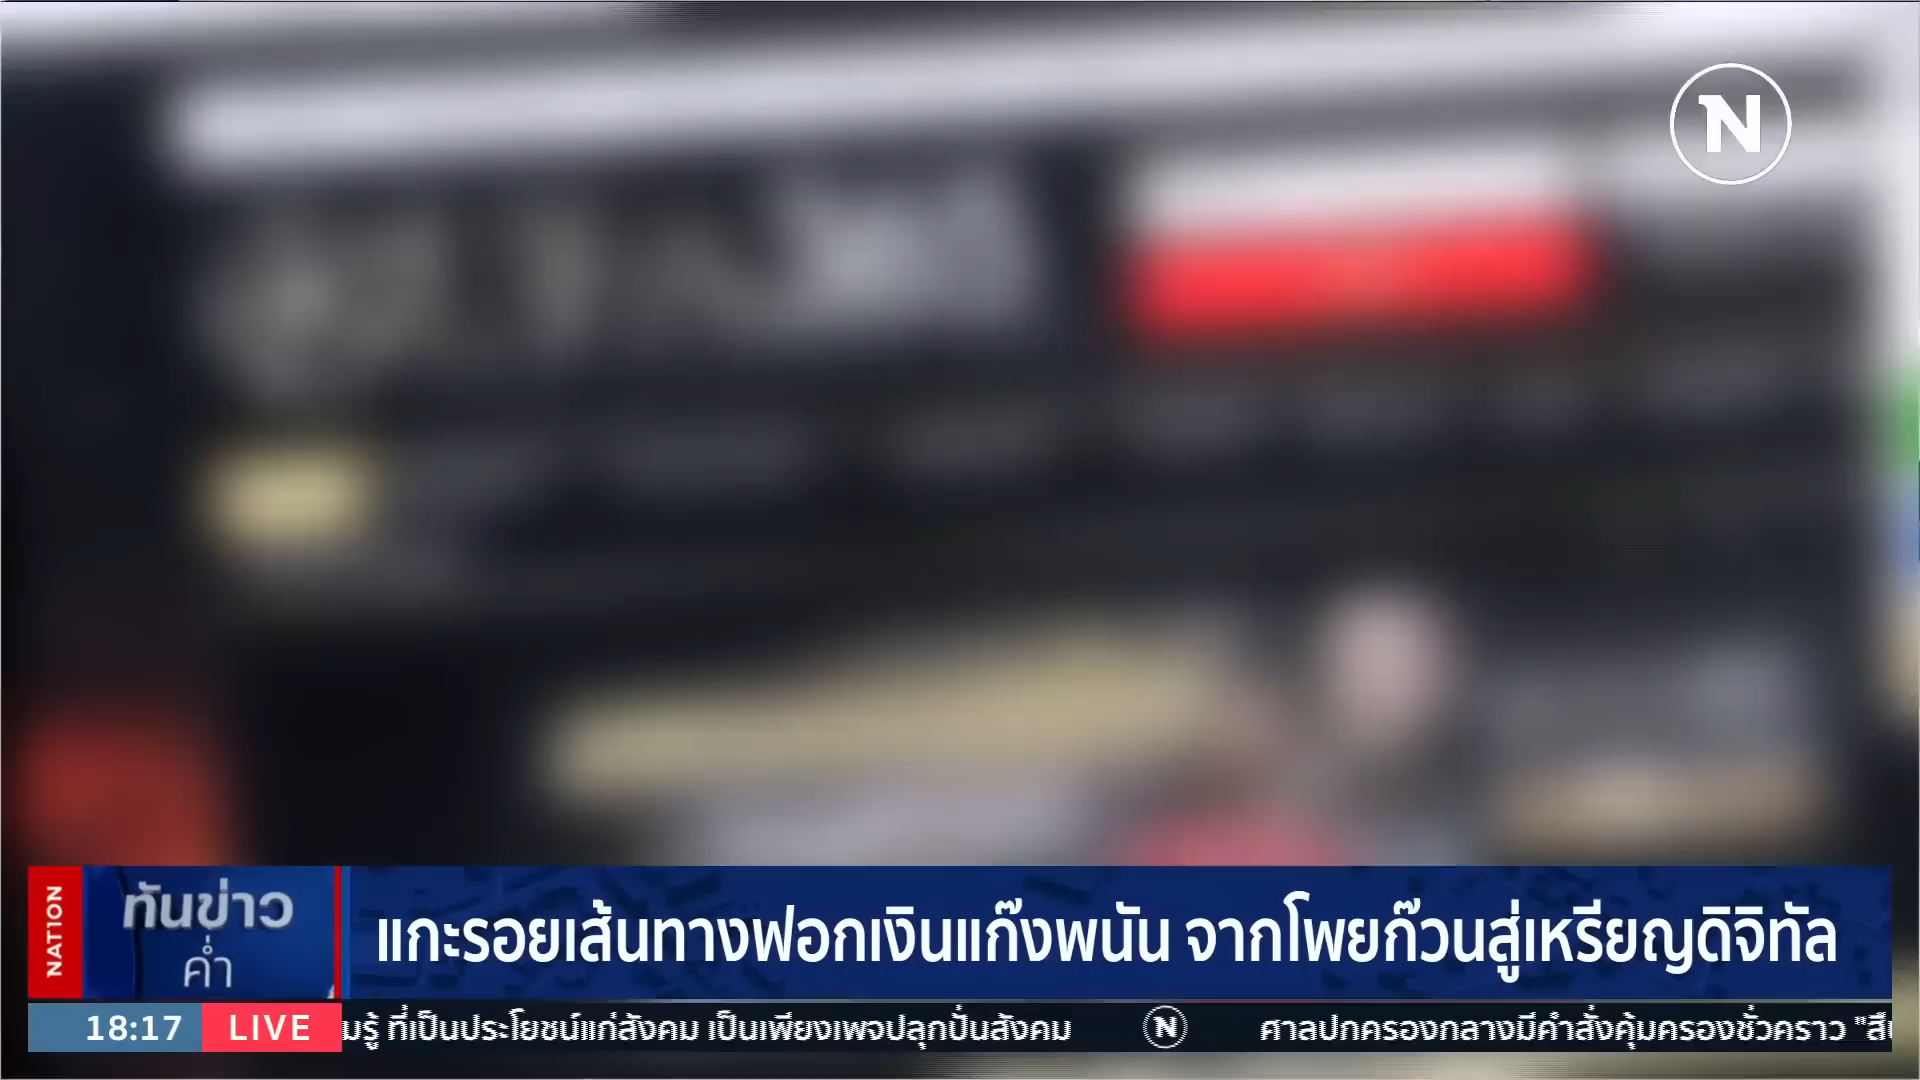 N
NATION
ทันข่าว
ค่ำ
แกะรอยเส้นทางฟอกเงินแก๊งพนัน จากโพยก๊วนสู่เหรียญดิจิทัล
18:17 LIVE มรู้ ที่เป็นประโยชน์แก่สังคม เป็นเพียงเพจปลุกปั่นสังคม N ศาลปกครองกลางมีคำสั่งคุ้มครองชั่วคราว "สื